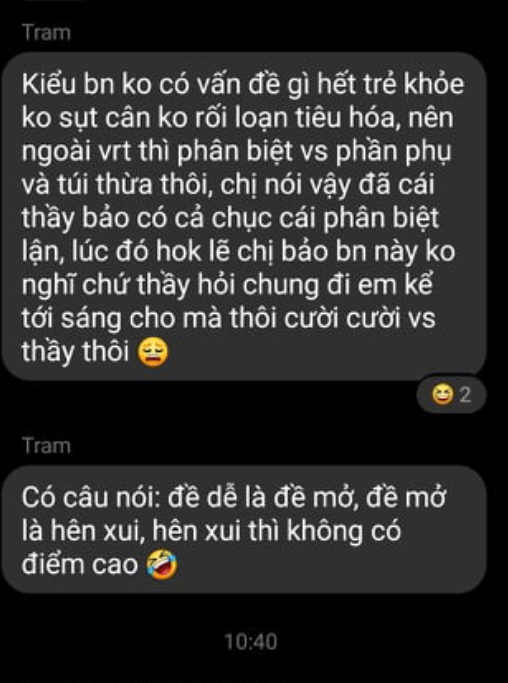 Tram
Kiểu bn ko có vấn đề gì hết trẻ khỏe
ko sụt cân ko rối loạn tiêu hóa, nên
ngoài vrt thì phân biệt vs phần phụ
và túi thừa thôi, chị nói vậy đã cái
thầy bảo có cả chục cái phân biệt
lận, lúc đó hok lẽ chị bảo bn này ko
nghĩ chứ thầy hỏi chung đi em kể
tới sáng cho mà thôi cười cười vs
thầy thôi 😩
😆 2
Tram
Có câu nói: đề dễ là đề mở, đề mở
là hên xui, hên xui thì không có
điểm cao 🤣
10:40